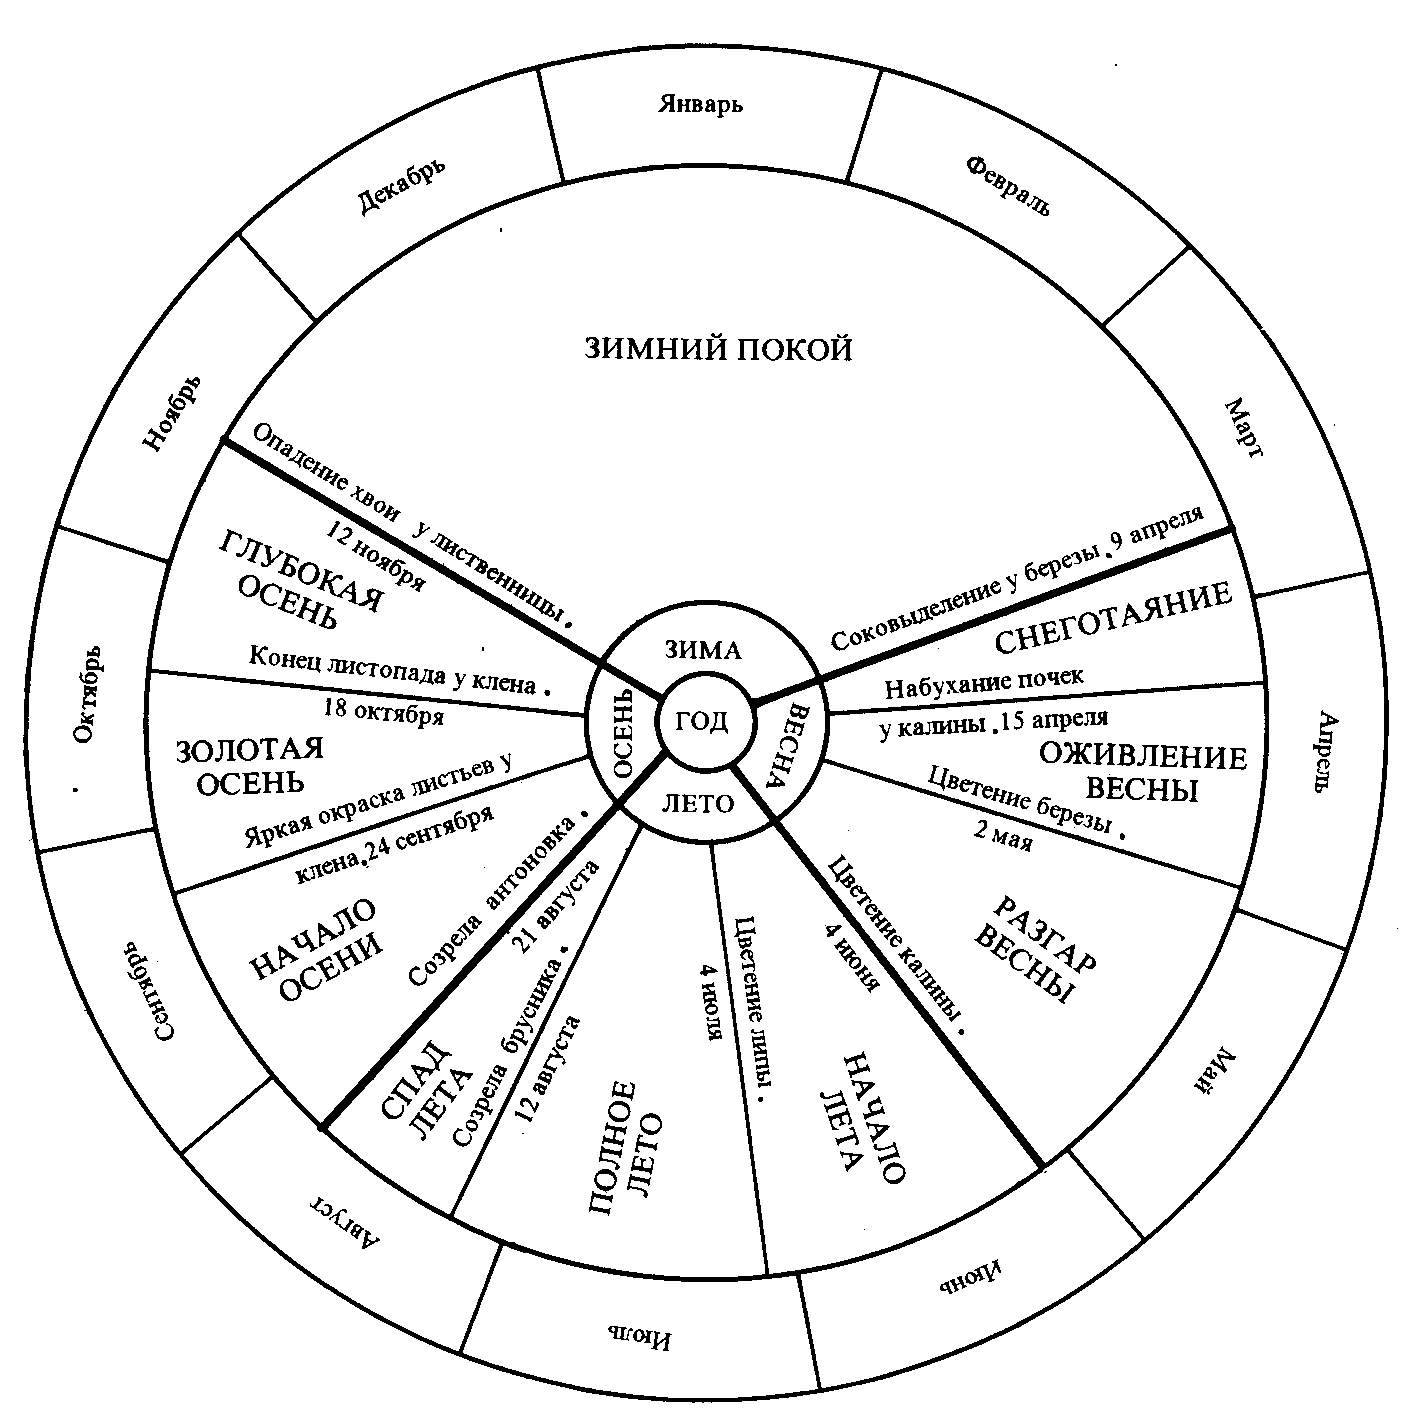 Январь
Февраль
Март
Апрель
Май
Июнь
Июль
Август
Сентябрь
Октябрь
Ноябрь
Декабрь
ЗИМНИЙ ПОКОЙ
Соковыделение у березы. 9 апреля
СНЕГОТАЯНИЕ
Набухание почек
у калины. 15 апреля
ОЖИВЛЕНИЕ
ВЕСНЫ
Цветение березы.
2 мая
РАЗГАР
ВЕСНЫ
Цветение калины.
4 июня
НАЧАЛО
ЛЕТА
Цветение липы.
4 июля
ПОЛНОЕ
ЛЕТО
Созрела брусника.
12 августа
СПАД
ЛЕТА
Созрела антоновка.
21 августа
НАЧАЛО
ОСЕНИ
Яркая окраска листьев у
клена. 24 сентября
ЗОЛОТАЯ
ОСЕНЬ
Конец листопада у клена.
18 октября
ГЛУБОКАЯ
ОСЕНЬ
Опадение хвои у лиственницы.
12 ноября
ЗИМА
ВЕСНА
ЛЕТО
ОСЕНЬ
ГОД